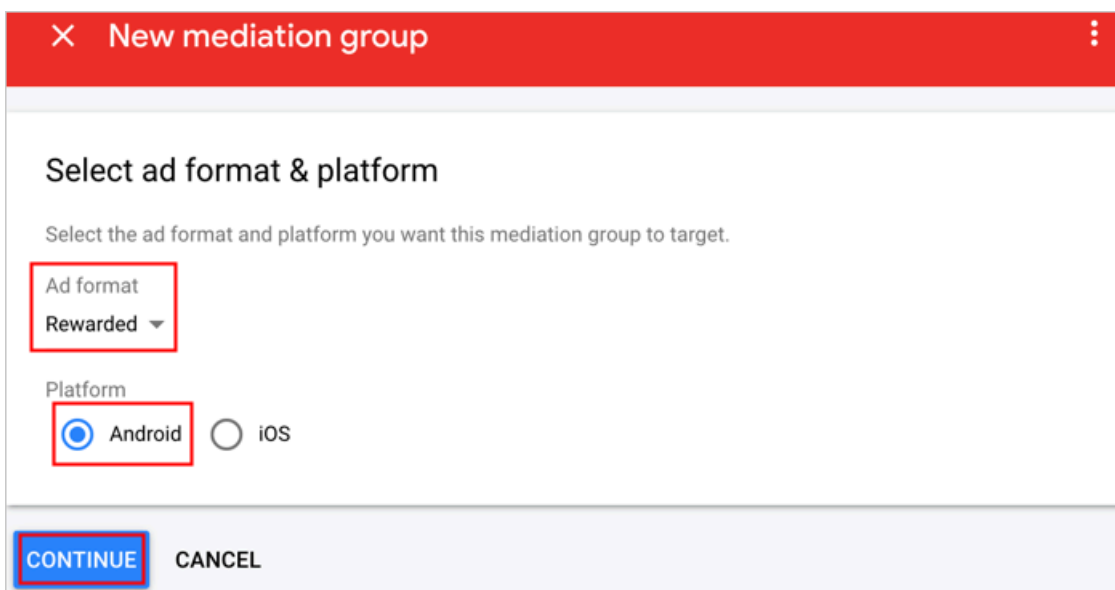 New mediation group
Select ad format & platform
Select the ad format and platform you want this mediation group to target.
Ad format
Rewarded
Platform
Android iOS
CONTINUE CANCEL